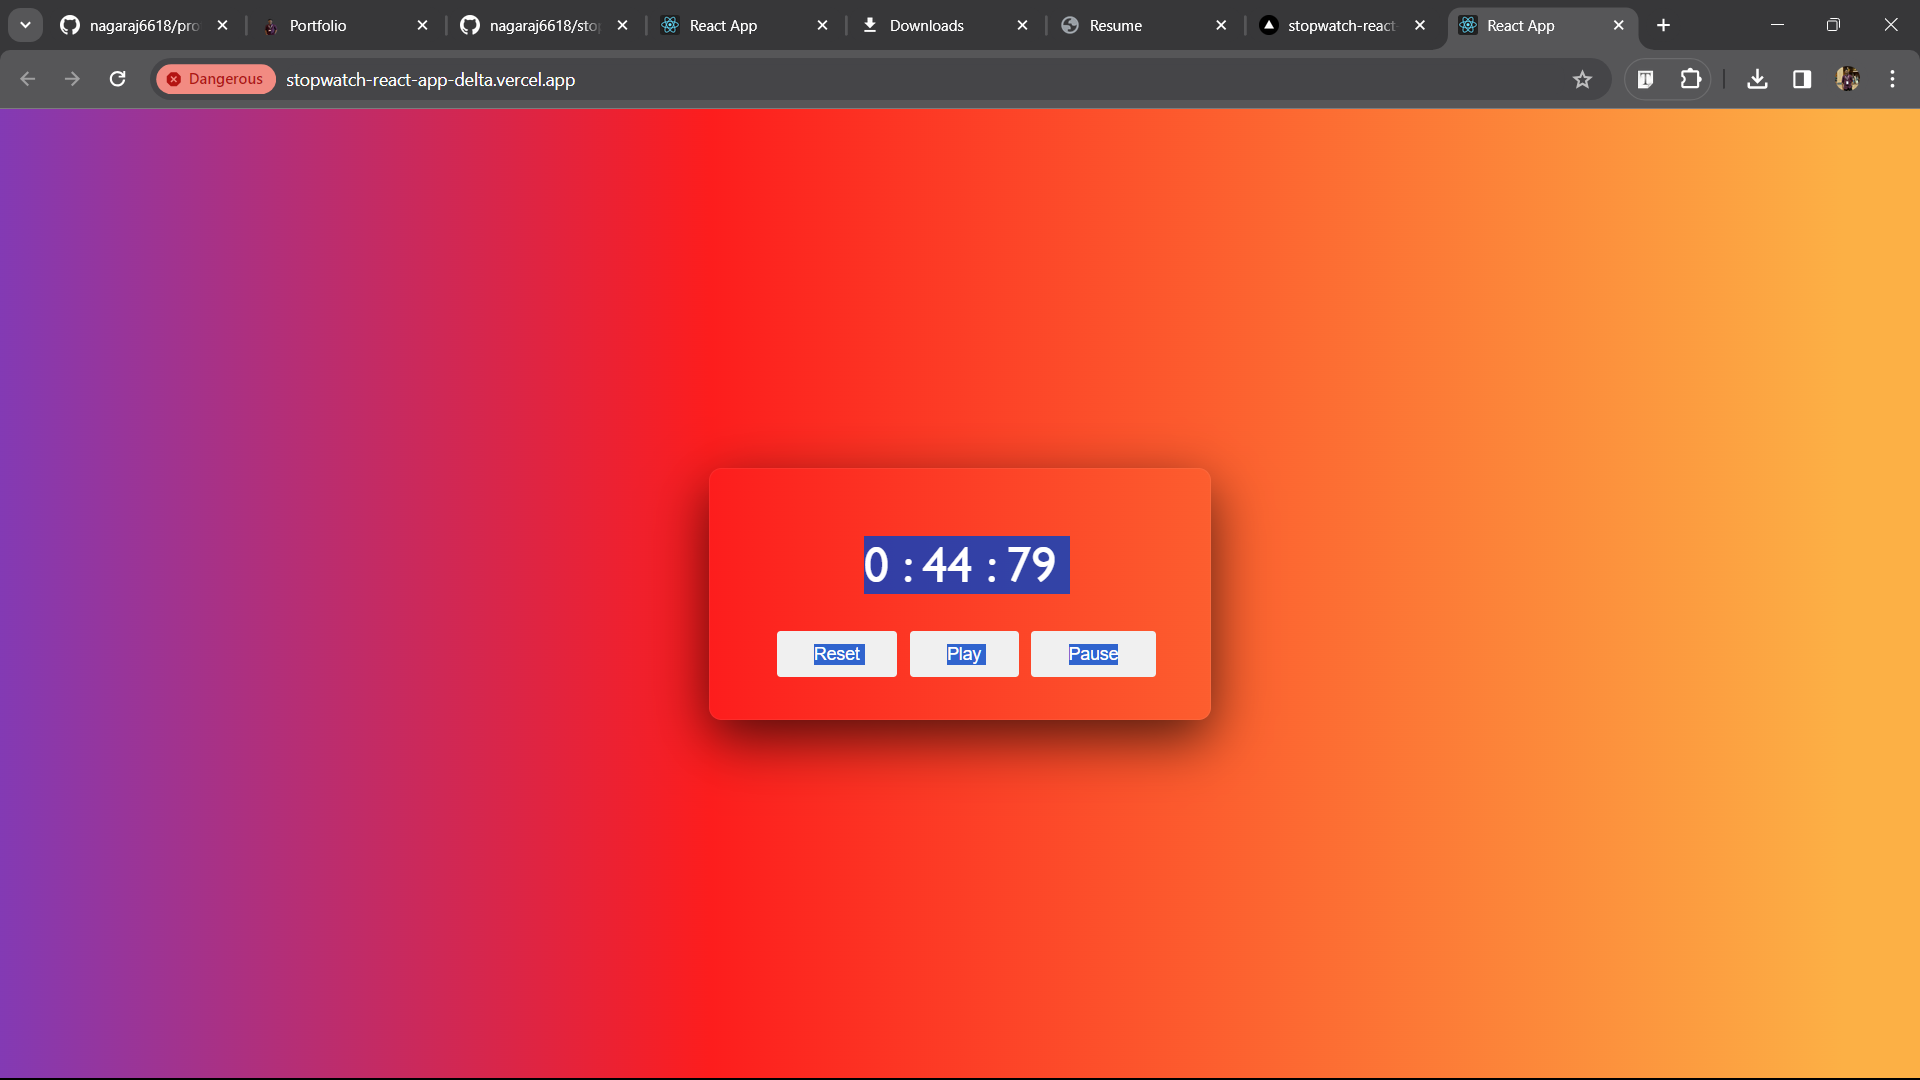 nagaraj6618/pro
Portfolio
nagaraj6618/stop
React App
Downloads
Resume
stopwatch-react-
React App
Dangerous
stopwatch-react-app-delta.vercel.app
0 : 44 : 79
Reset Play Pause